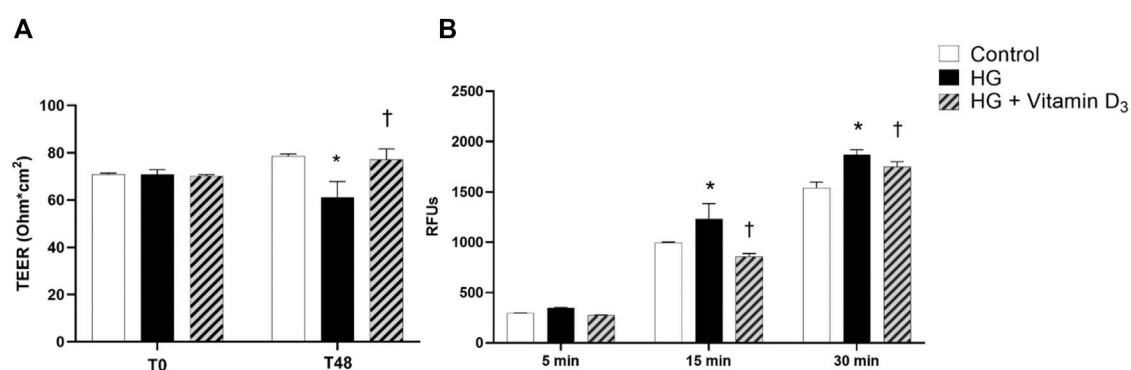 A
TEER (Ohm*cm²)
100
80
60
40
20
0
*
†
T0
T48
B
RFUs
2500
2000
1500
1000
500
0
*
†
*
†
5 min
15 min
30 min
Control
HG
HG + Vitamin D₃